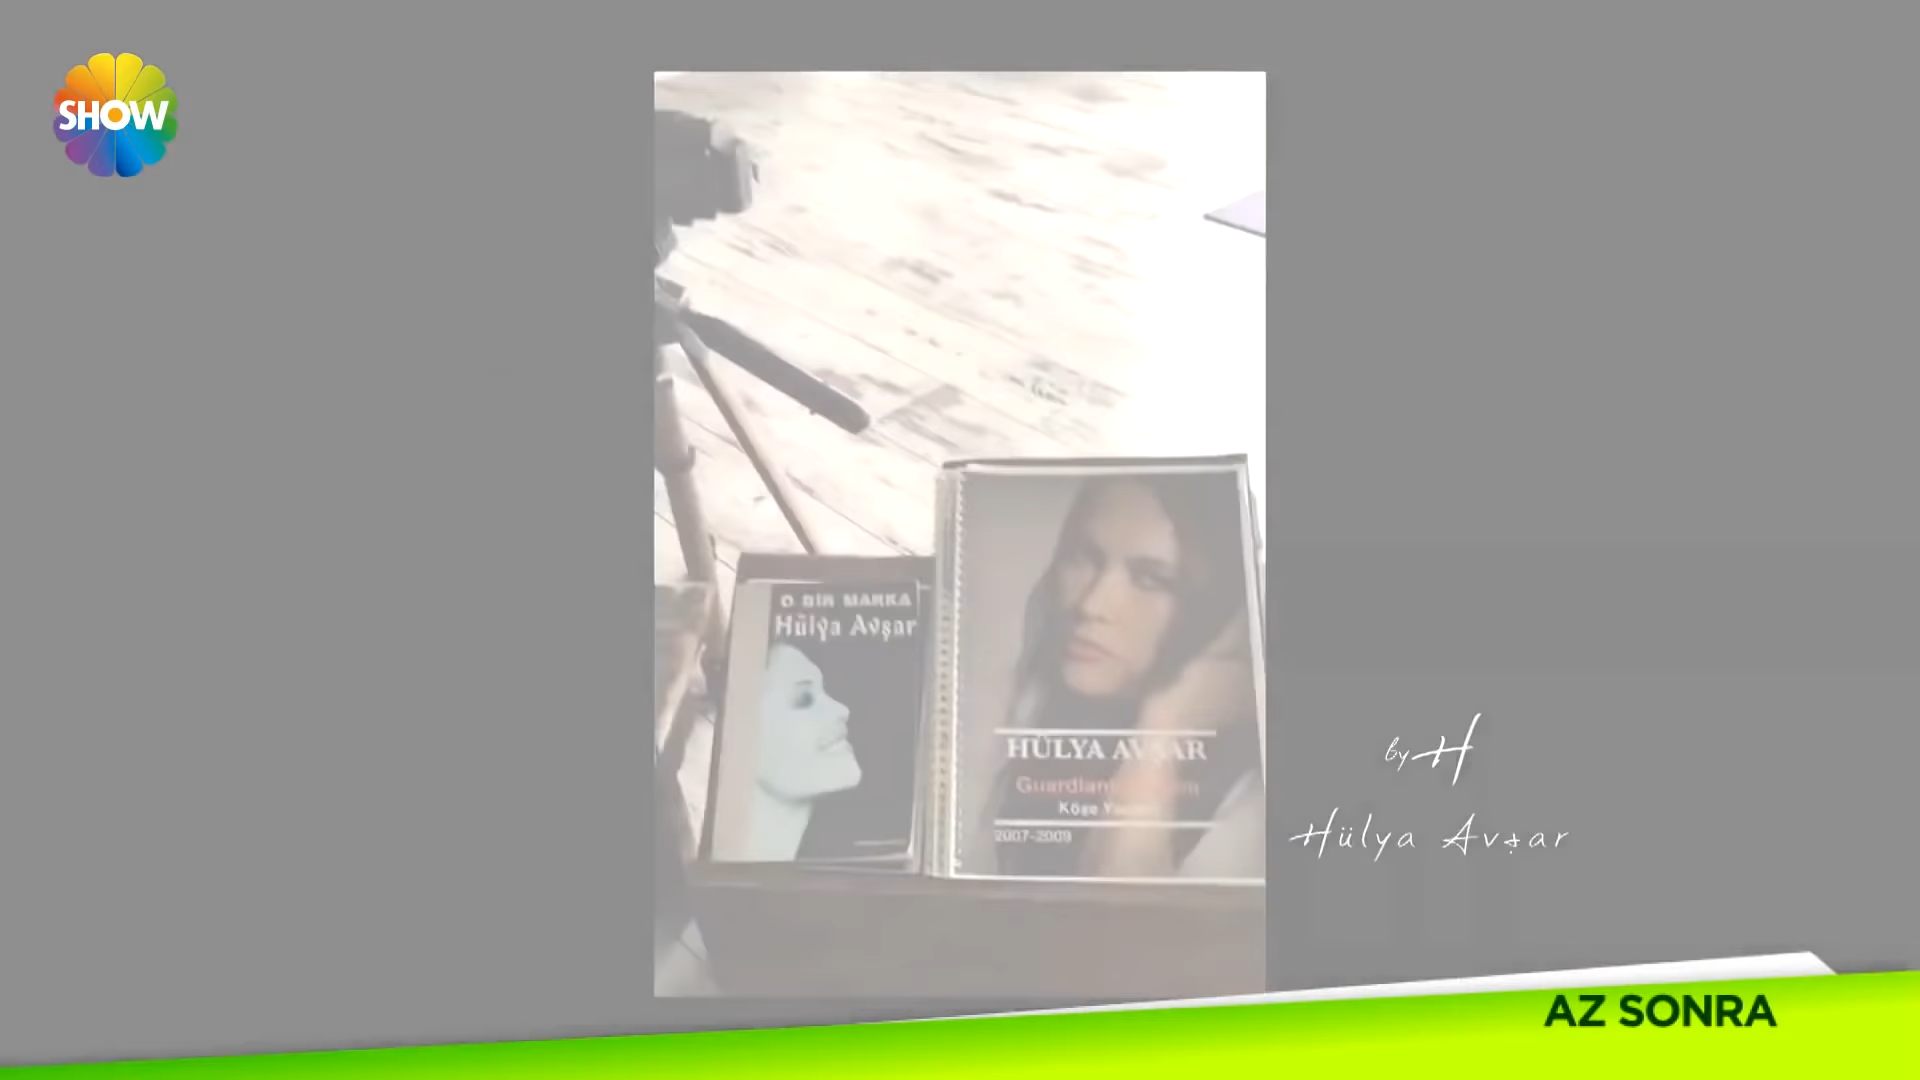 SHOW
O BİR MARKA
Hülya Avşar
HÜLYA AVŞAR
Köşe
2007-2009
by H
Hülya Avşar
AZ SONRA